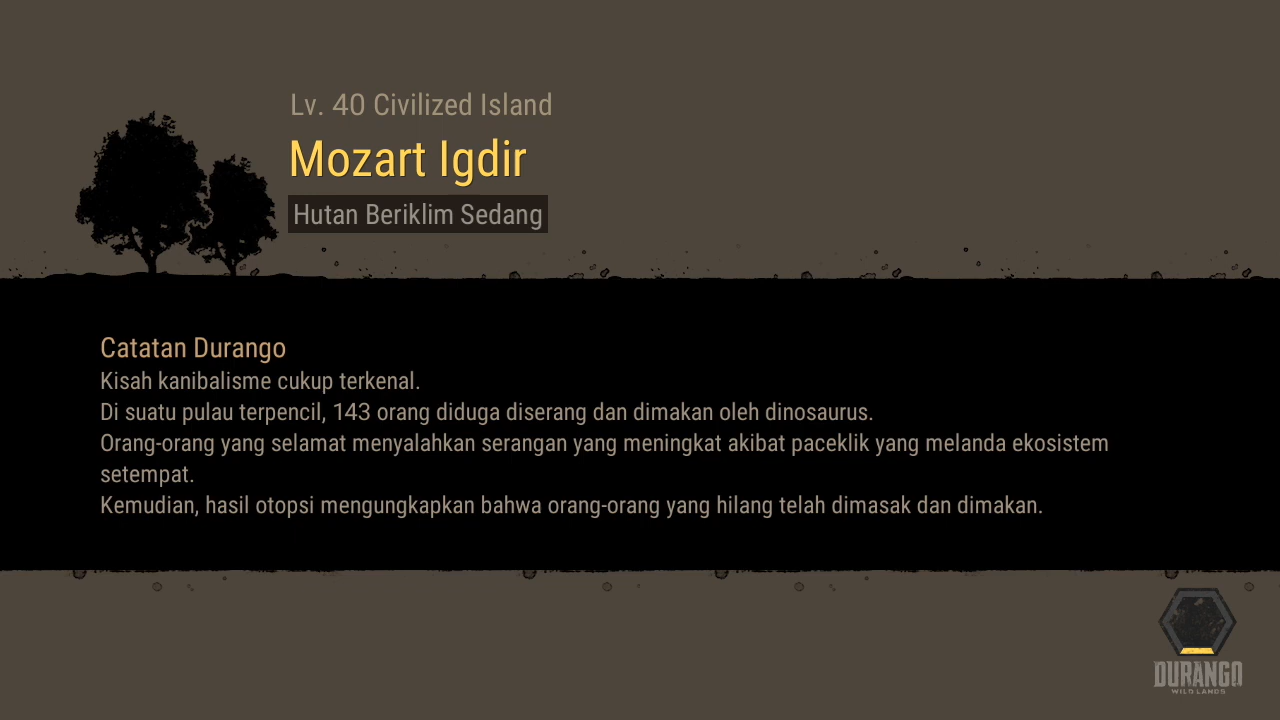 Lv. 40 Civilized Island
Mozart Igdir
Hutan Beriklim Sedang
Catatan Durango
Kisah kanibalisme cukup terkenal.
Di suatu pulau terpencil, 143 orang diduga diserang dan dimakan oleh dinosaurus.
Orang-orang yang selamat menyalahkan serangan yang meningkat akibat paceklik yang melanda ekosistem
setempat.
Kemudian, hasil otopsi mengungkapkan bahwa orang-orang yang hilang telah dimasak dan dimakan.
DURANGO
WILD LANDS